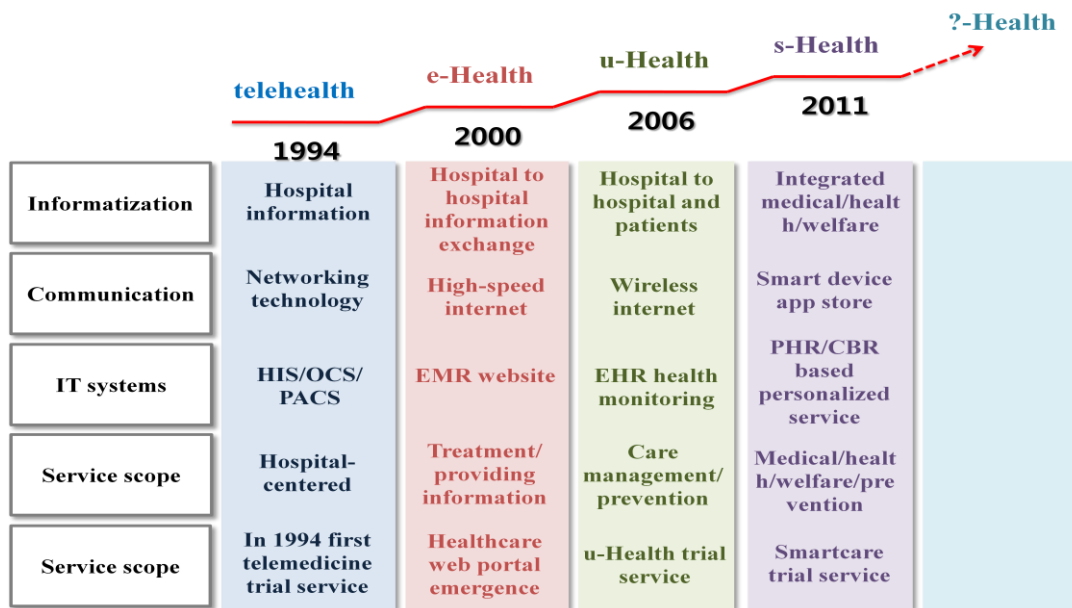 ?-Health
s-Health
u-Health
e-Health
telehealth
1994
2000
2006
2011
Informatization
Hospital
information
Hospital to
hospital
information
exchange
Hospital to
hospital and
patients
Integrated
medical/healt
h/welfare
Communication
Networking
technology
High-speed
internet
Wireless
internet
Smart device
app store
IT systems
HIS/OCS/
PACS
EMR website
EHR health
monitoring
PHR/CBR
based
personalized
service
Service scope
Hospital-
centered
Treatment/
providing
information
Care
management/
prevention
Medical/healt
h/welfare/pre
vention
Service scope
In 1994 first
telemedicine
trial service
Healthcare
web portal
emergence
u-Health trial
service
Smartcare
trial service